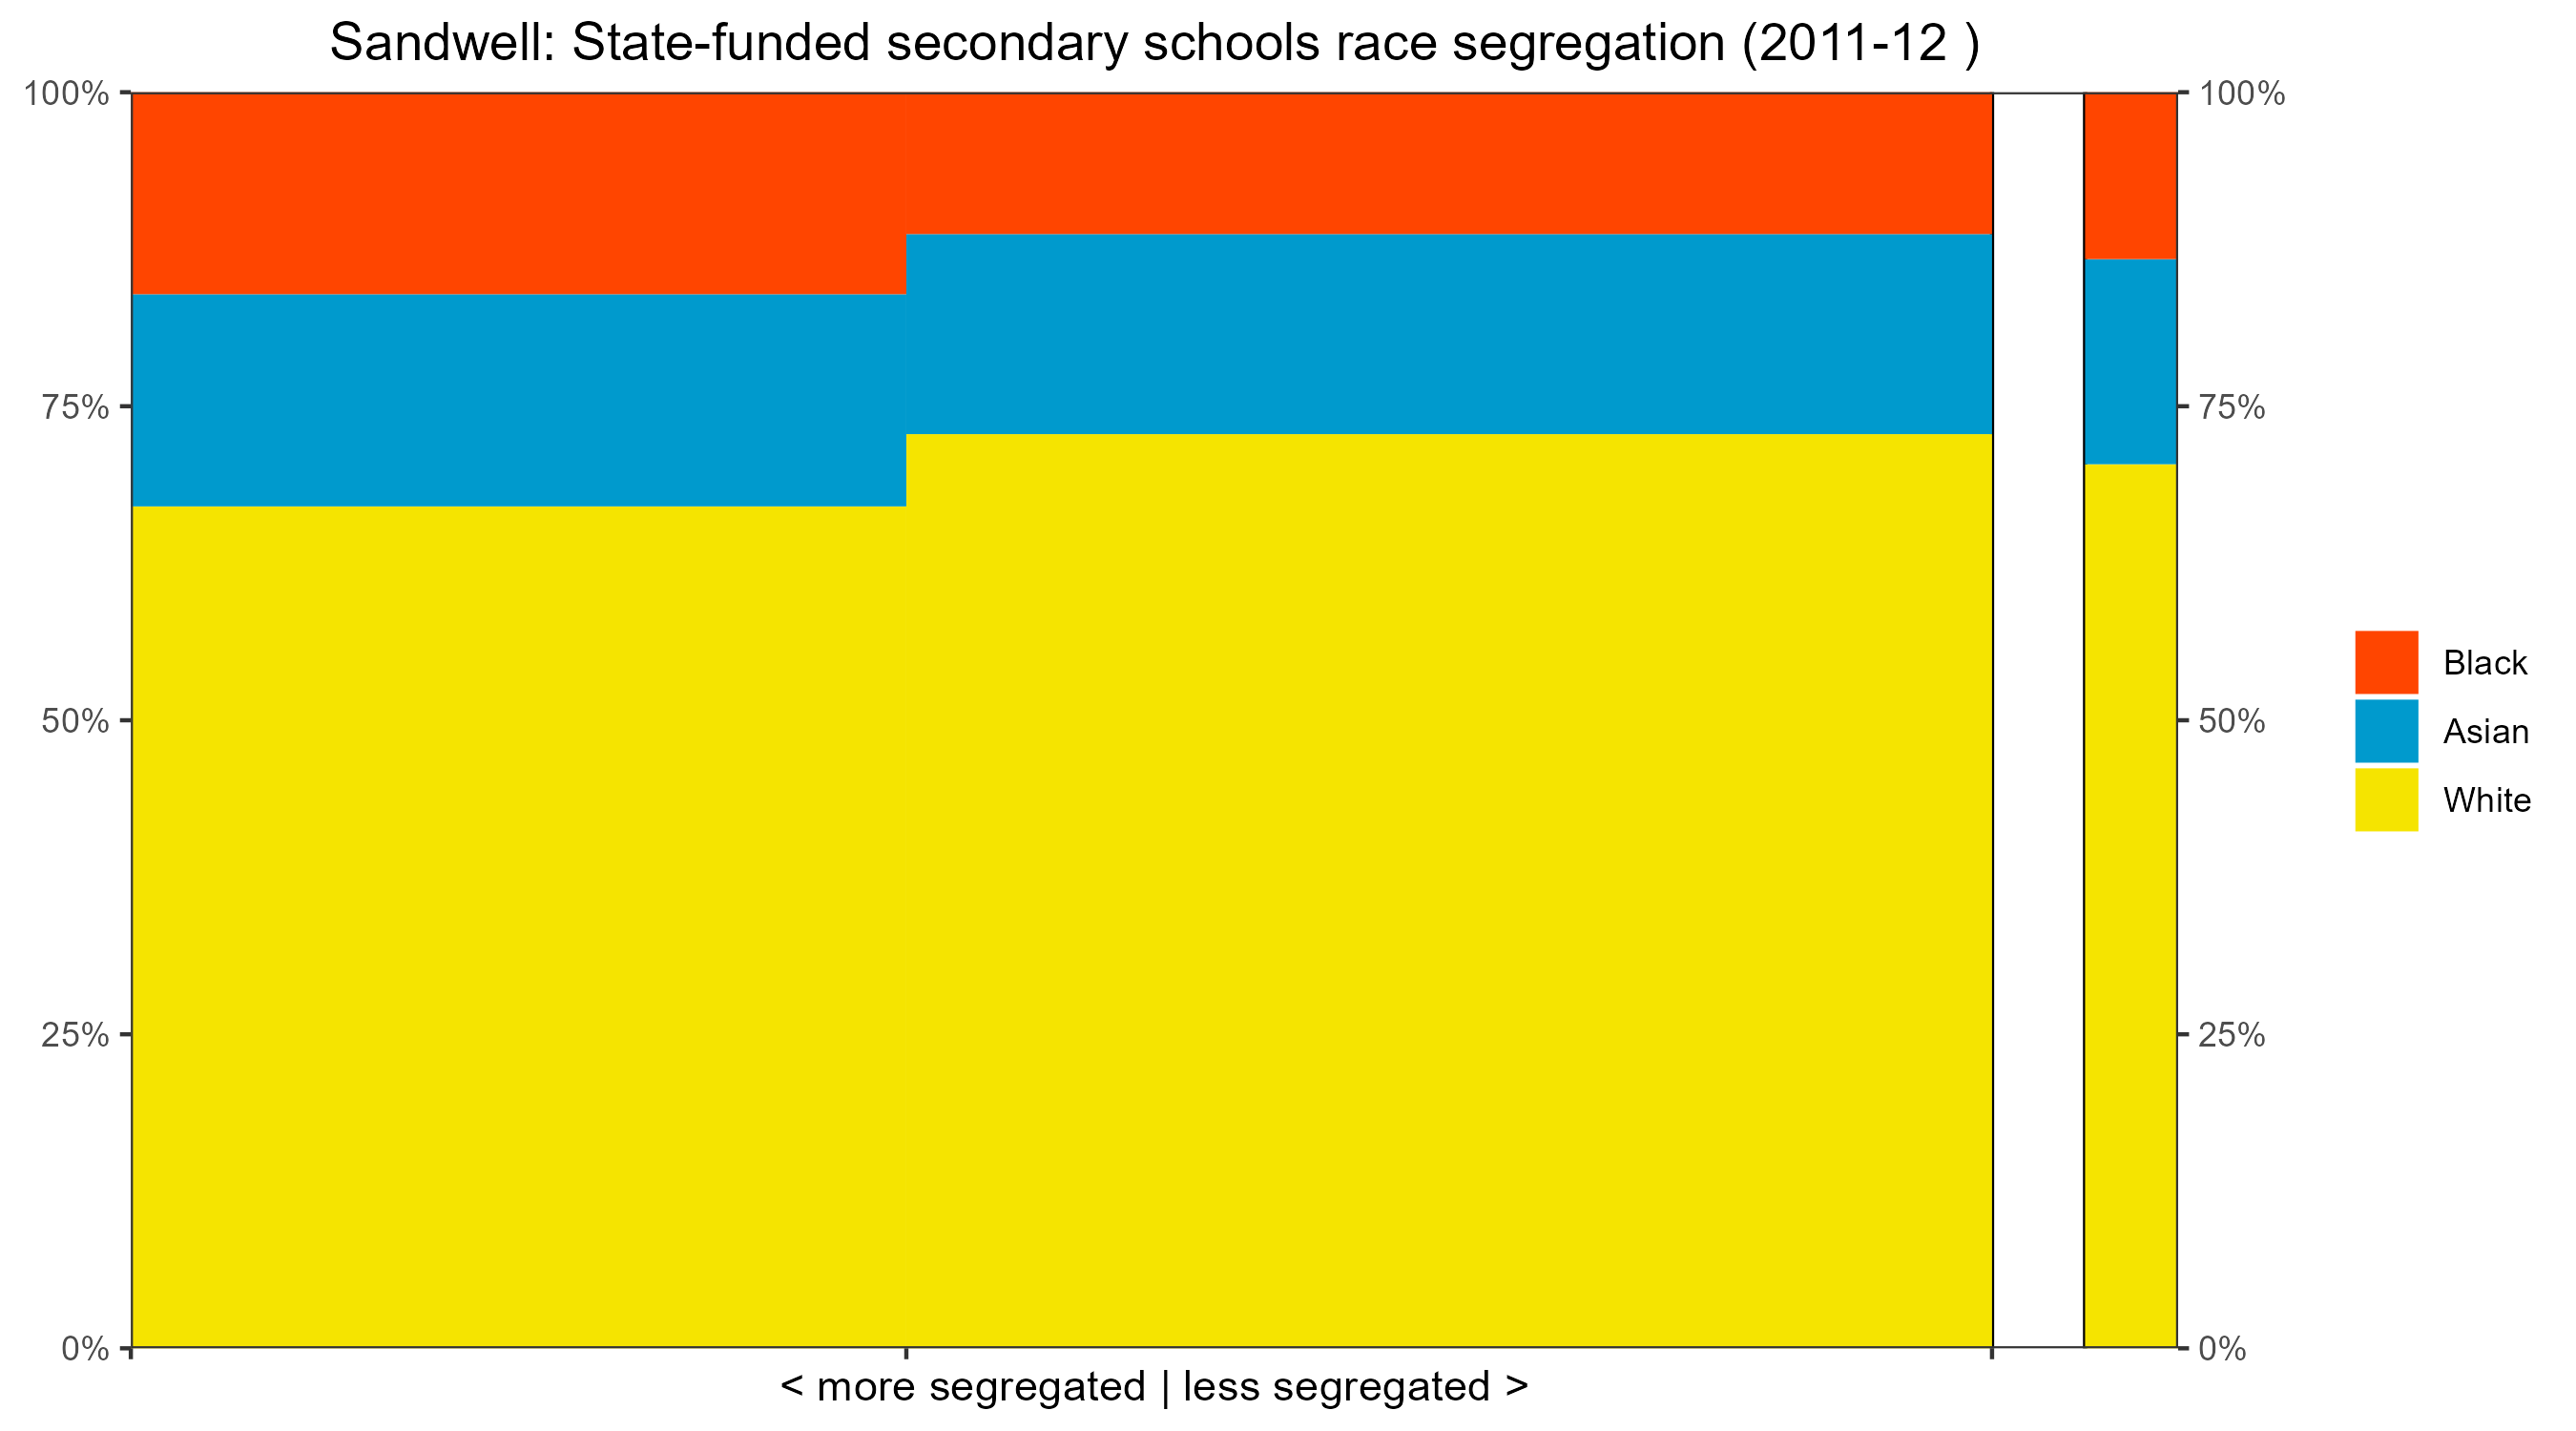 Sandwell: State-funded secondary schools race segregation (2011-12 )
100%
75%
50%
25%
0%
100%
75%
50%
25%
0%
Black
Asian
White
< more segregated | less segregated >